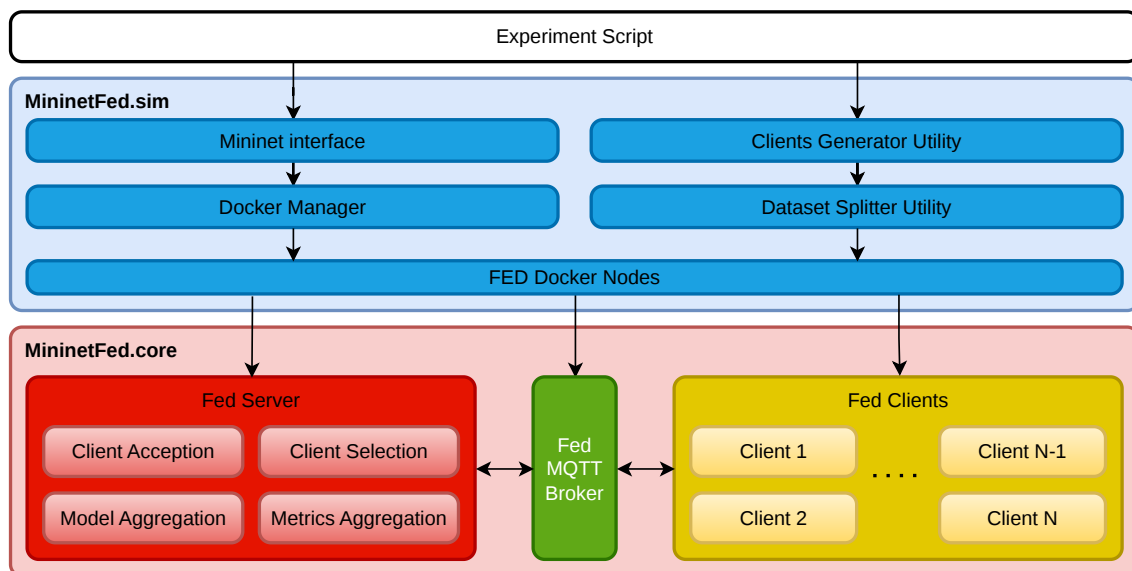 Experiment Script
MininetFed.sim
Mininet interface
Clients Generator Utility
Docker Manager
Dataset Splitter Utility
FED Docker Nodes
MininetFed.core
Fed Server
Client Acception
Client Selection
Model Aggregation
Metrics Aggregation
Fed
MQTT
Broker
Fed Clients
Client 1
. . . .
Client N-1
Client 2
Client N